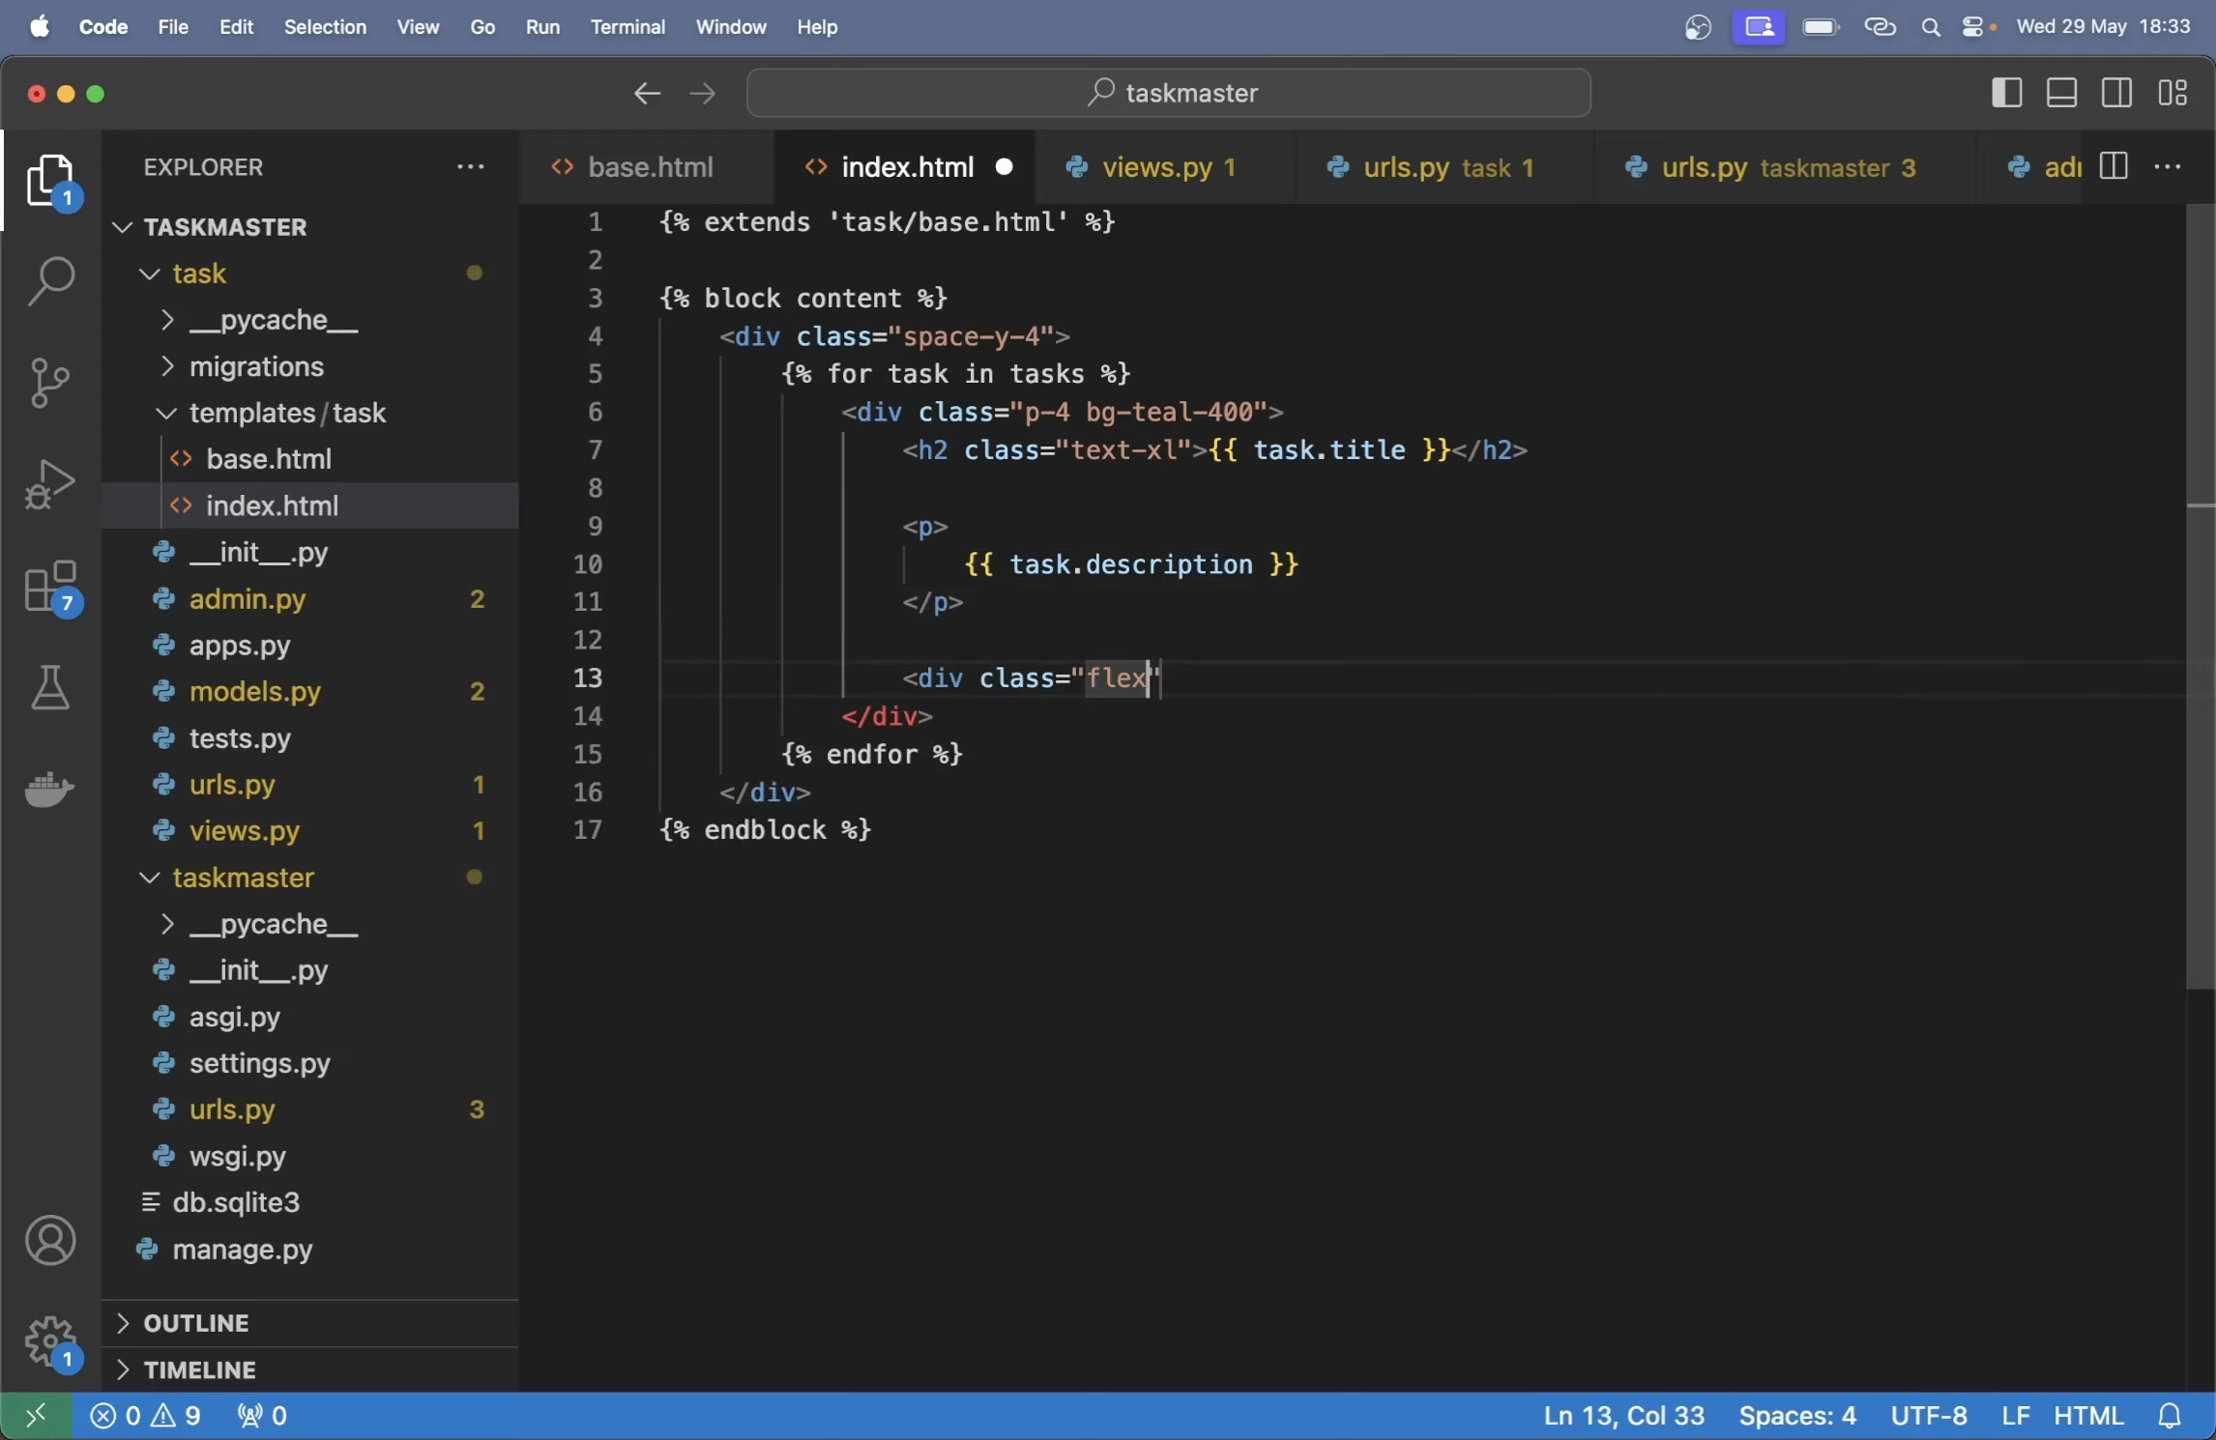 Code File Edit Selection View Go Run Terminal Window Help Wed 29 May 18:33
taskmaster
EXPLORER
base.html
index.html
views.py 1
urls.py task 1
urls.py taskmaster 3
1
TASKMASTER
task
__pycache__
migrations
templates/task
base.html
index.html
__init__.py
admin.py 2
7
apps.py
models.py 2
tests.py
urls.py 1
views.py 1
taskmaster
__pycache__
__init__.py
asgi.py
settings.py
urls.py 3
wsgi.py
db.sqlite3
manage.py
OUTLINE
1
TIMELINE
1 {% extends 'task/base.html' %}
2
3 {% block content %}
4 <div class="space-y-4">
5 {% for task in tasks %}
6 <div class="p-4 bg-teal-400">
7 <h2 class="text-xl">{{ task.title }}</h2>
8
9 <p>
10 {{ task.description }}
11 </p>
12
13 <div class="flex"
14 </div>
15 {% endfor %}
16 </div>
17 {% endblock %}
0 9 0 Ln 13, Col 33 Spaces: 4 UTF-8 LF HTML